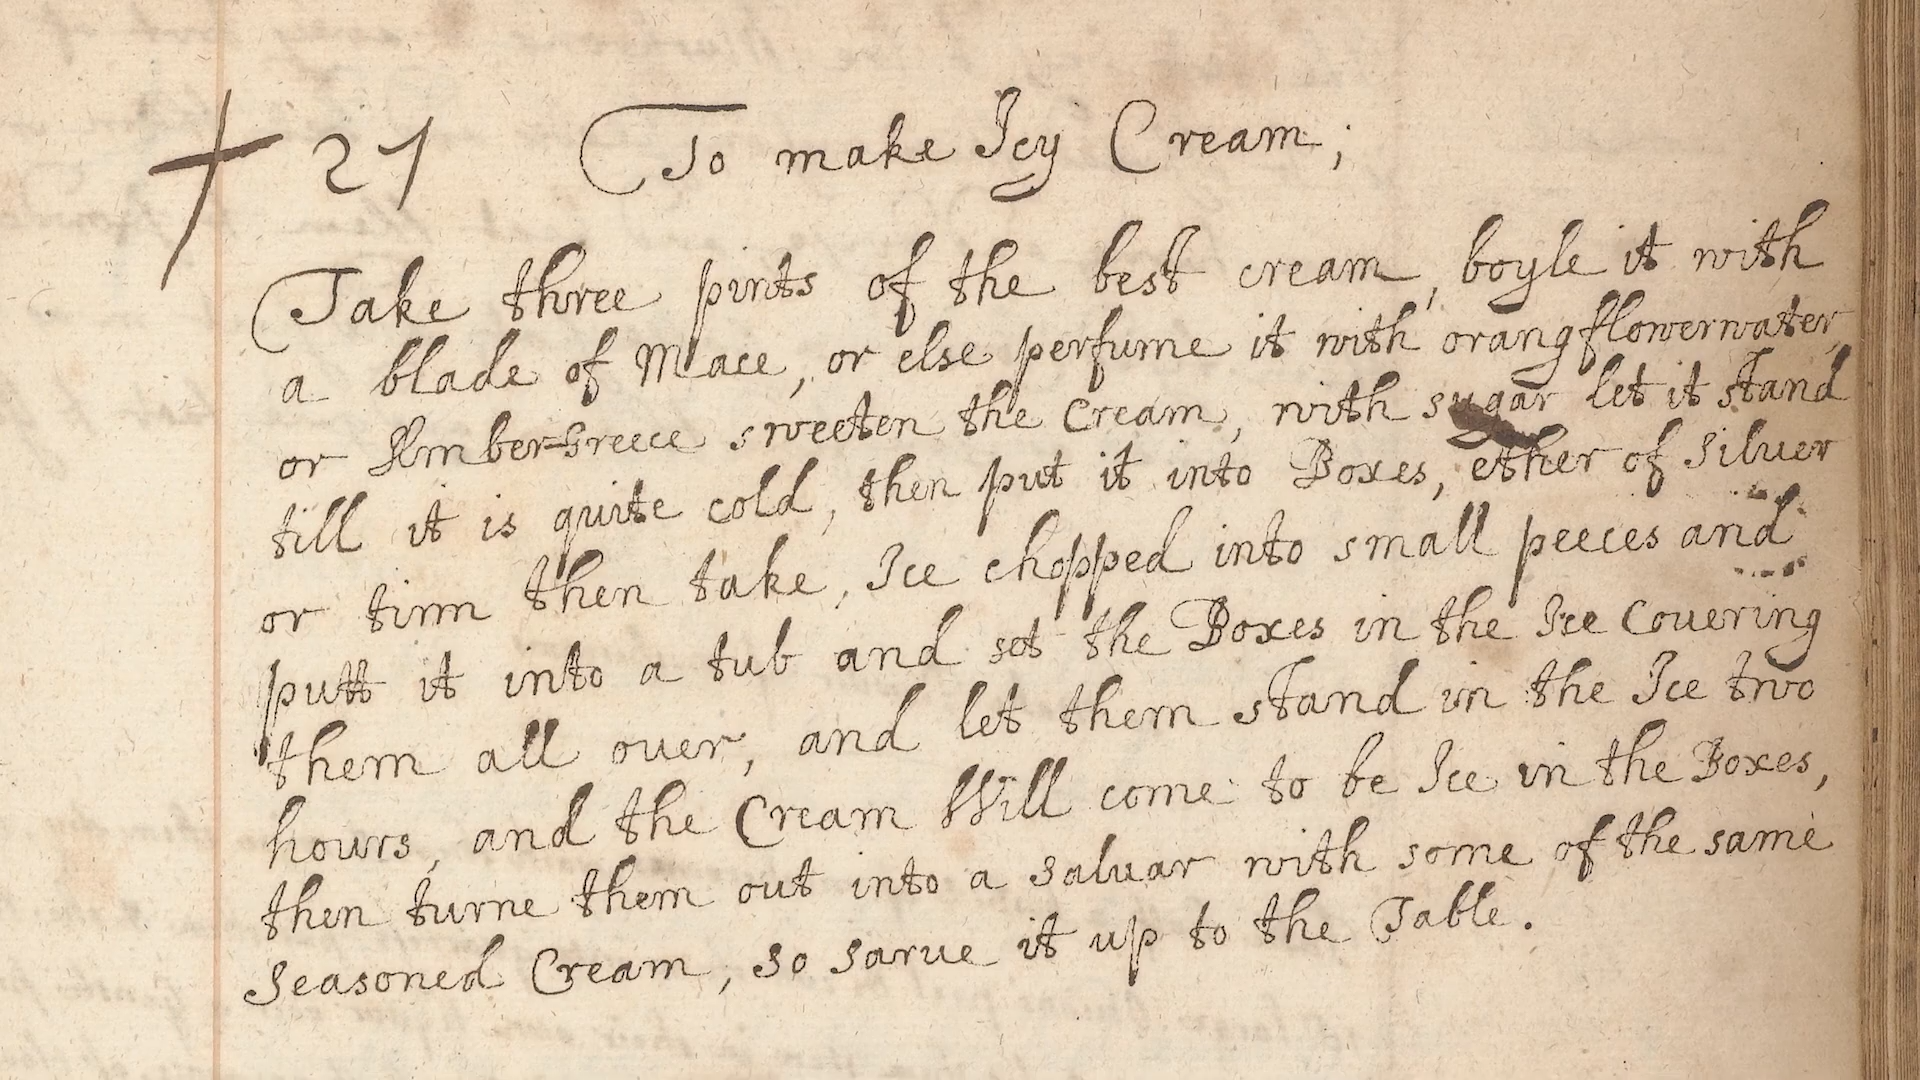 27 To make Icy Cream;
Take three pints of the best cream, boyle it with
a blade of Mace, or else perfume it with orangflowerwater
or Amber-Greece sweeten the Cream, with sugar let it stand
till it is quite cold, then put it into Boxes, ether of Siluer
or tinn then take, Ice chopped into small peeces and
putt it into a tub and set the Boxes in the Ice couering
them all ouer, and let them stand in the Ice two
hours, and the Cream Will come to be Ice in the Boxes,
then turne them out into a saluar with some of the same
Seasoned Cream, so sarue it up to the Table.